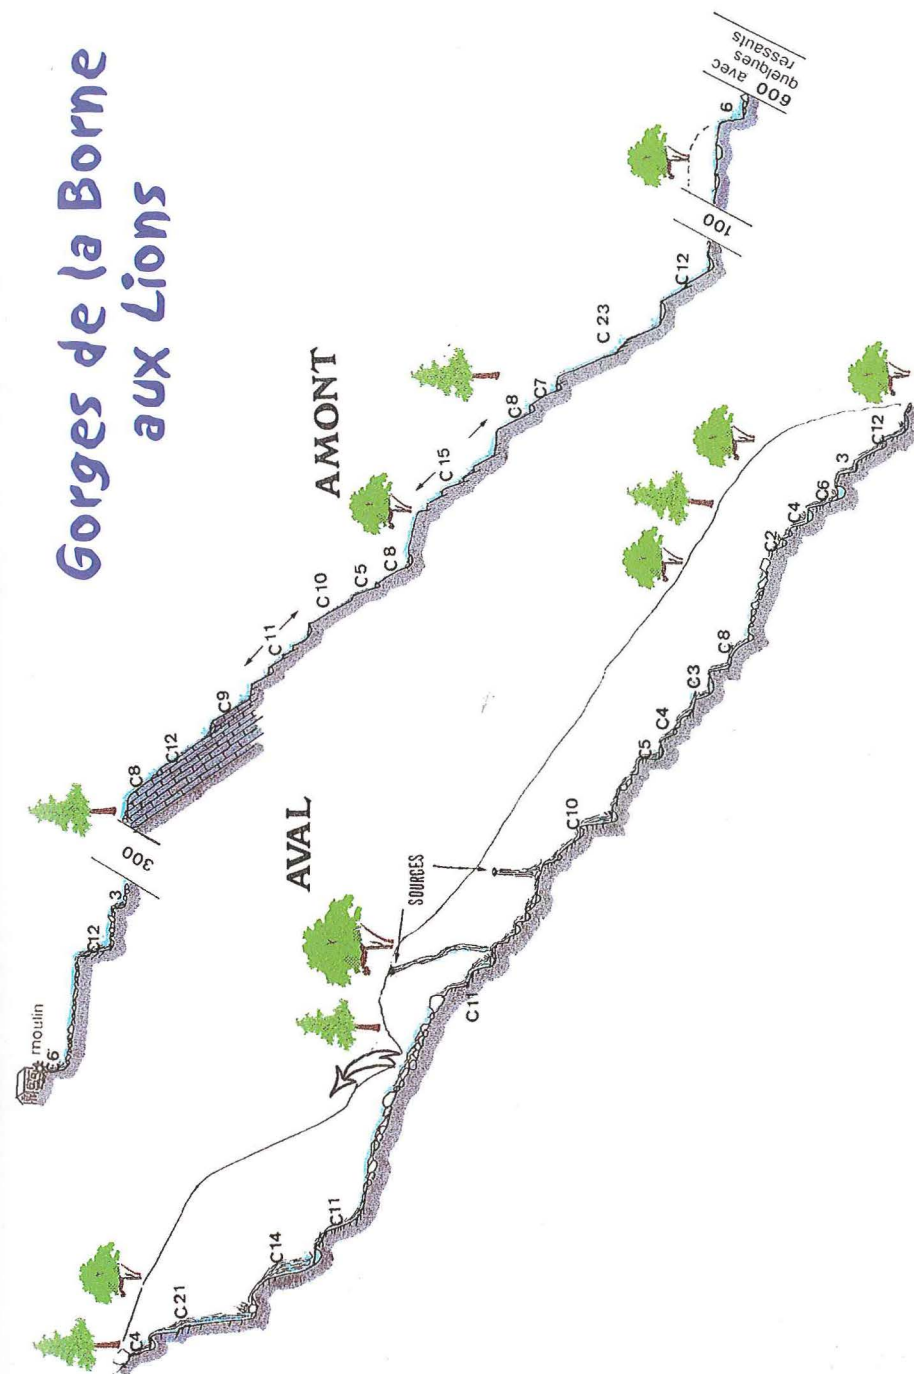 Gorges de la Borne
aux Lions
AMONT
moulin
C6
C12
3
300
C8
C12
C9
C11
C10
C5
C8
C15
C8
C7
C 23
C12
100
6
600 avec
quelques
ressauts
AVAL
C4
C21
C14
C11
C11
SOURCES
C10
C5
C4
C3
C8
C2
C4
C6
3
C12